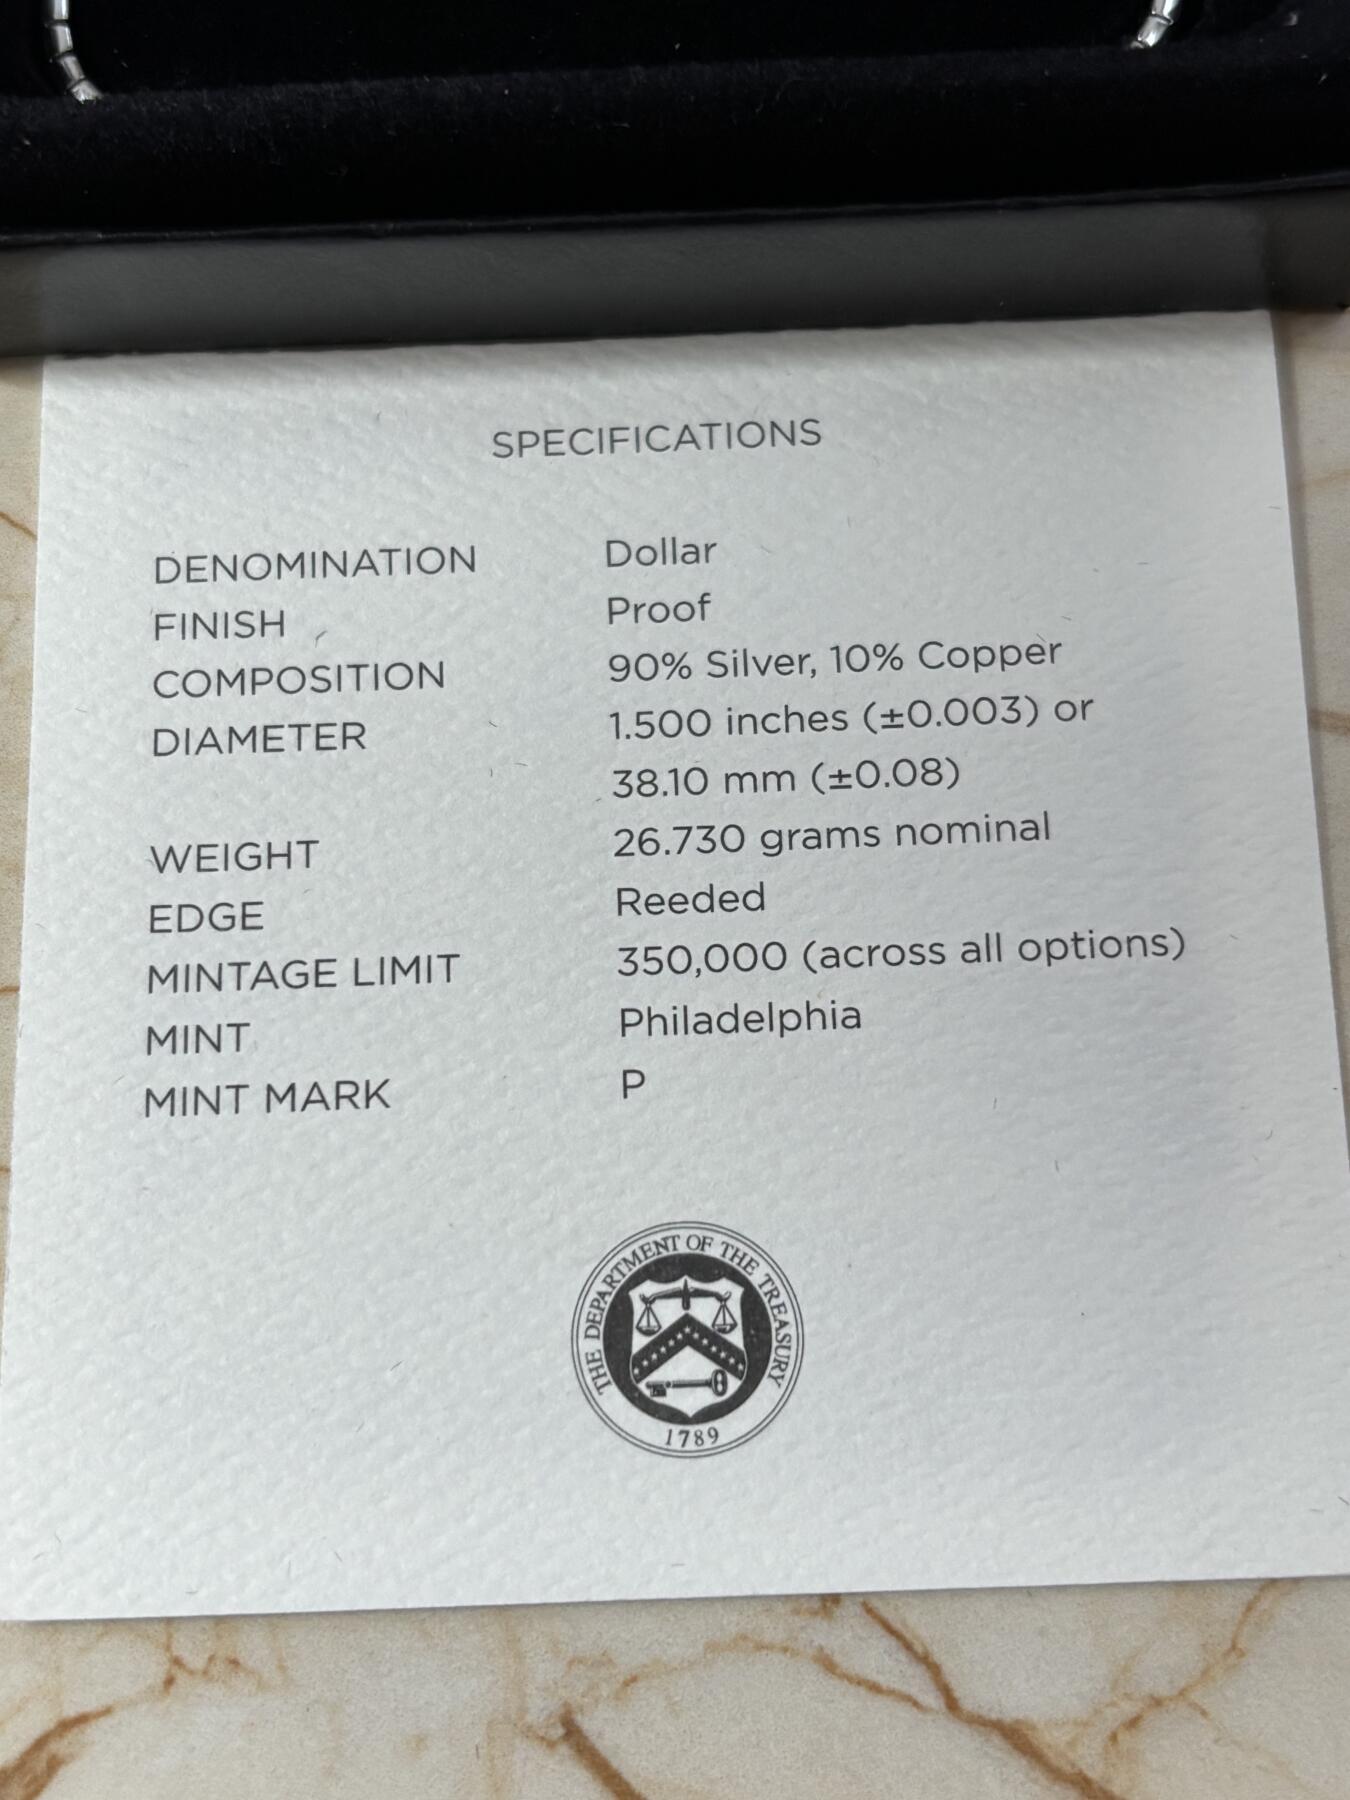 SPECIFICATIONS
DENOMINATION Dollar
FINISH Proof
COMPOSITION 90% Silver, 10% Copper
DIAMETER 1.500 inches (±0.003) or
38.10 mm (±0.08)
WEIGHT 26.730 grams nominal
EDGE Reeded
MINTAGE LIMIT 350,000 (across all options)
MINT Philadelphia
MINT MARK P
THE DEPARTMENT OF THE TREASURY
1789